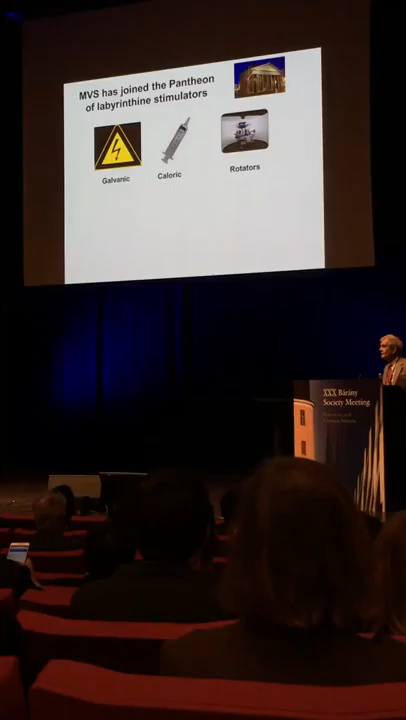 MVS has joined the Pantheon
of labyrinthine stimulators
Galvanic
Caloric
Rotators
XXX Bárány
Society Meeting